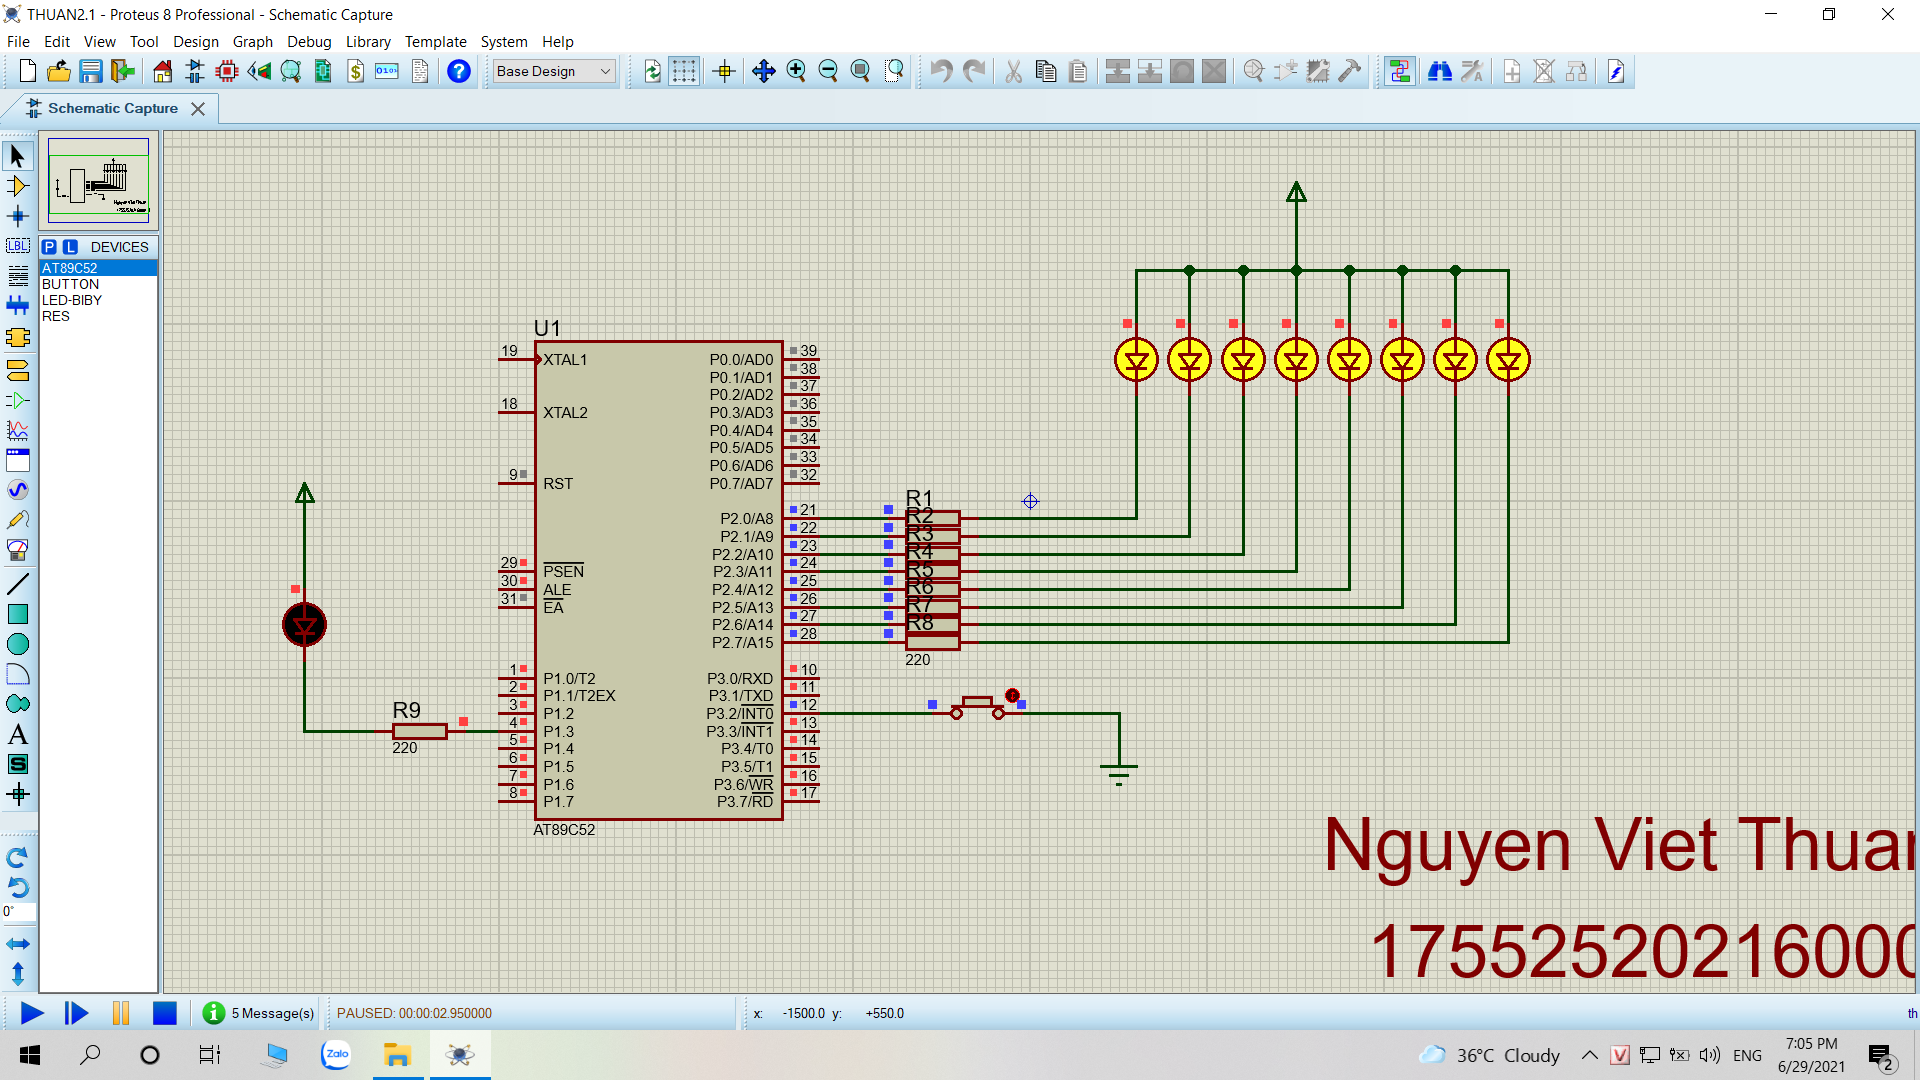 THUAN2.1 - Proteus 8 Professional - Schematic Capture
File Edit View Tool Design Graph Debug Library Template System Help
Base Design
Schematic Capture
P L DEVICES
AT89C52
BUTTON
LED-BIBY
RES
U1
19 XTAL1
18 XTAL2
9 RST
29 PSEN
30 ALE
31 EA
1 P1.0/T2
2 P1.1/T2EX
3 P1.2
4 P1.3
5 P1.4
6 P1.5
7 P1.6
8 P1.7
P0.0/AD0 39
P0.1/AD1 38
P0.2/AD2 37
P0.3/AD3 36
P0.4/AD4 35
P0.5/AD5 34
P0.6/AD6 33
P0.7/AD7 32
P2.0/A8 21
P2.1/A9 22
P2.2/A10 23
P2.3/A11 24
P2.4/A12 25
P2.5/A13 26
P2.6/A14 27
P2.7/A15 28
P3.0/RXD 10
P3.1/TXD 11
P3.2/INT0 12
P3.3/INT1 13
P3.4/T0 14
P3.5/T1 15
P3.6/WR 16
P3.7/RD 17
AT89C52
R1
R2
R3
R4
R5
R6
R7
R8
220
R9
220
LBL
A
S
0°
Nguyen Viet Thuan
17552520216000
5 Message(s)
PAUSED: 00:00:02.950000
x: -1500.0 y: +550.0
th
Zalo
36°C Cloudy
V
ENG
7:05 PM
6/29/2021
2